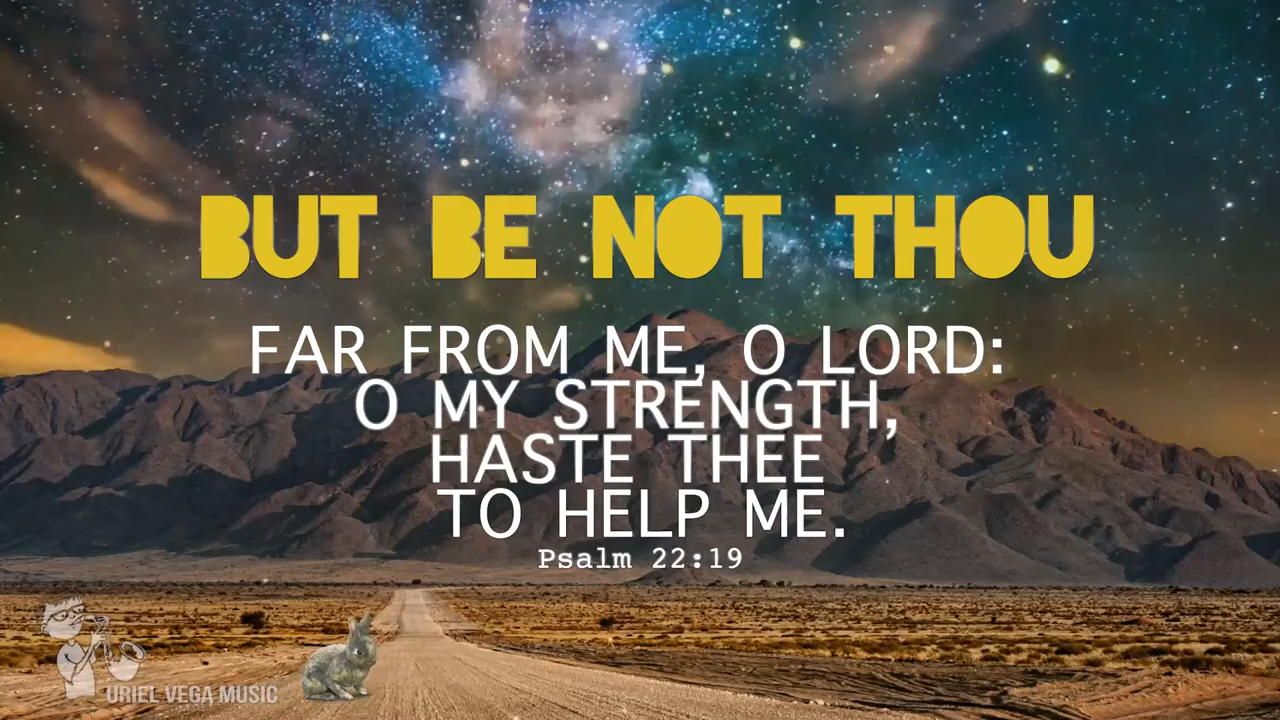 BUT BE NOT THOU
FAR FROM ME, O LORD:
O MY STRENGTH,
HASTE THEE
TO HELP ME.
Psalm 22:19
URIEL VEGA MUSIC